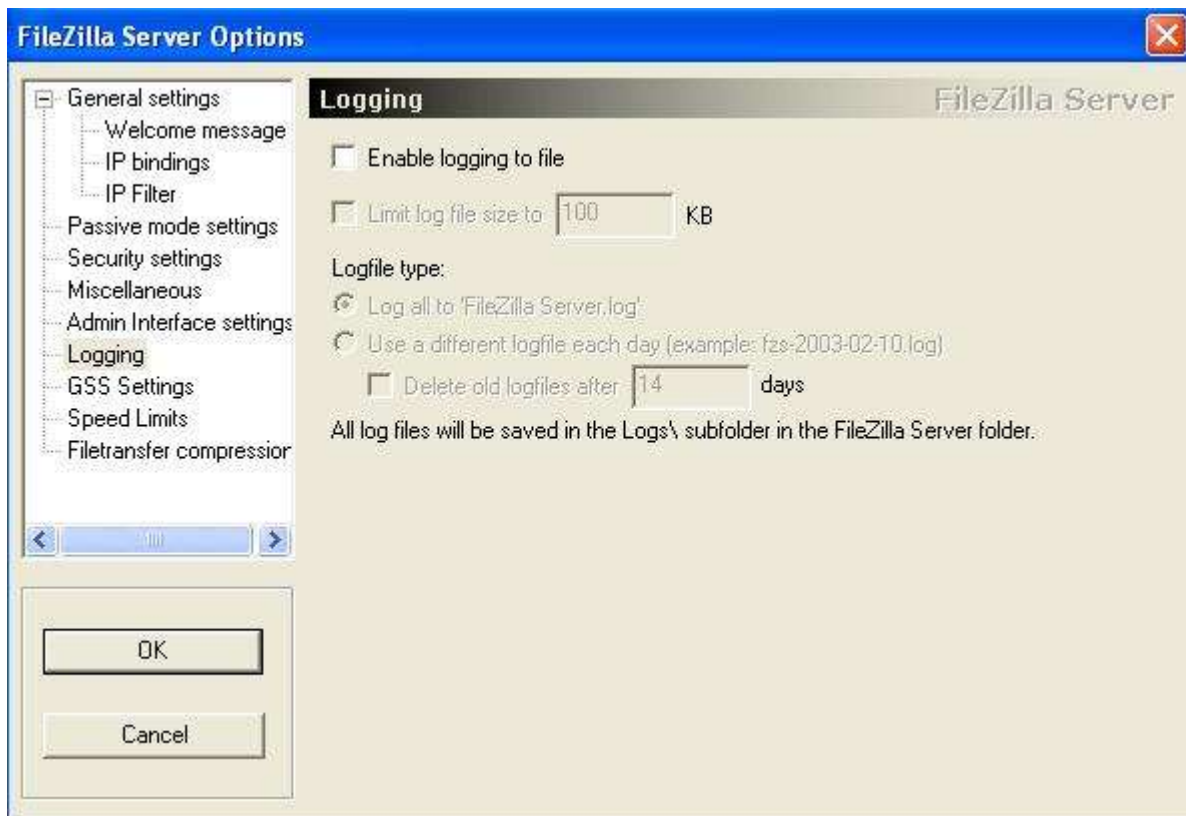 FileZilla Server Options
General settings
Welcome message
IP bindings
IP Filter
Passive mode settings
Security settings
Miscellaneous
Admin Interface settings
Logging
GSS Settings
Speed Limits
Filetransfer compression
OK
Cancel
Logging FileZilla Server
Enable logging to file
Limit log file size to 100 KB
Logfile type:
Log all to 'FileZilla Server.log'
Use a different logfile each day (example: fzs-2003-02-10.log)
Delete old logfiles after 14 days
All log files will be saved in the Logs\ subfolder in the FileZilla Server folder.